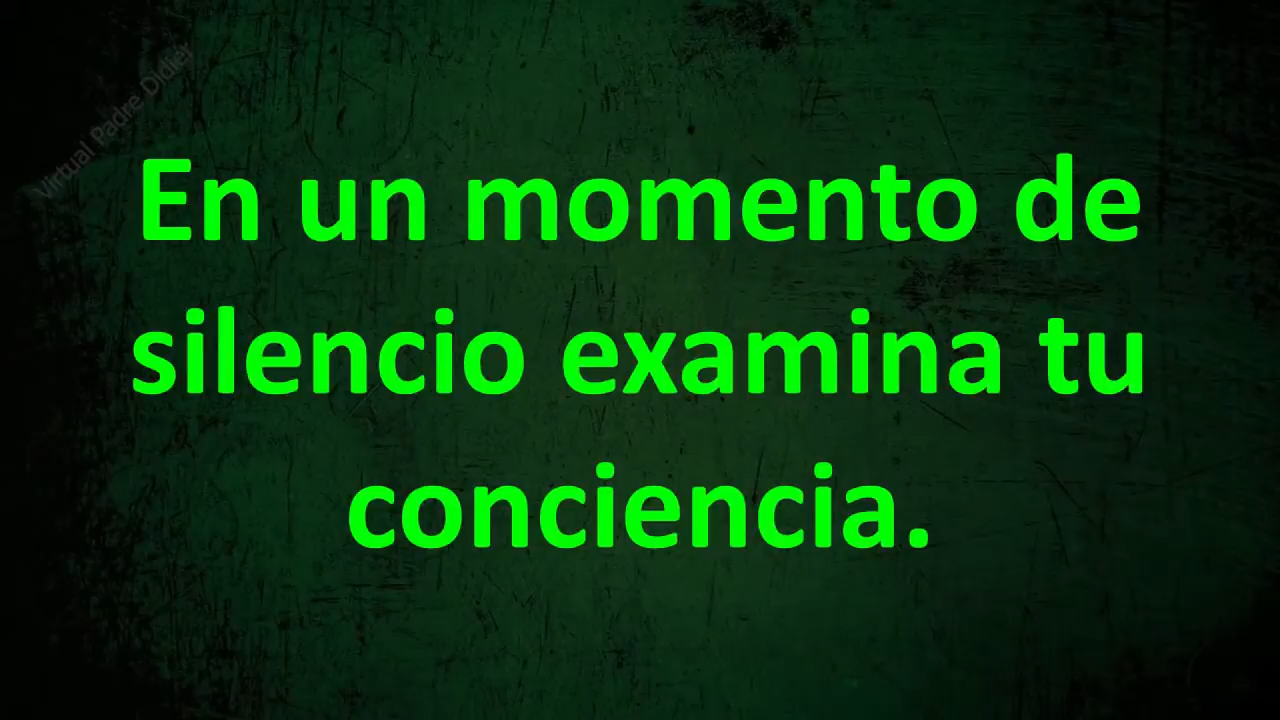 Virtual Padre Didier
En un momento de
silencio examina tu
conciencia.